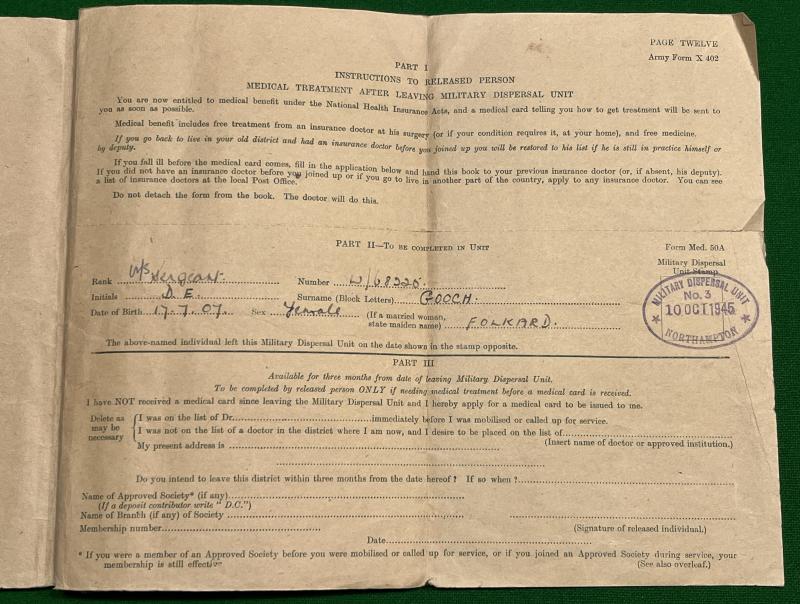 PAGE TWELVE
Army Form X 402
PART I
INSTRUCTIONS TO RELEASED PERSON
MEDICAL TREATMENT AFTER LEAVING MILITARY DISPERSAL UNIT
You are now entitled to medical benefit under the National Health Insurance Acts, and a medical card telling you how to get treatment will be sent to
you as soon as possible.
Medical benefit includes free treatment from an insurance doctor at his surgery (or if your condition requires it, at your home), and free medicine.
If you go back to live in your old district and had an insurance doctor before you joined up you will be restored to his list if he is still in practice himself or
by deputy.
If you fall ill before the medical card comes, fill in the application below and hand this book to your previous insurance doctor (or, if absent, his deputy).
If you did not have an insurance doctor before you joined up or if you go to live in another part of the country, apply to any insurance doctor. You can see
a list of insurance doctors at the local Post Office.
Do not detach the form from the book. The doctor will do this.
PART II—TO BE COMPLETED IN UNIT
Form Med. 50A
Military Dispersal
Unit Stamp
Rank W/S Sergeant. Number W/68225.
Initials D.E. Surname (Block Letters) GOOCH.
Date of Birth 17.7.07. Sex Female (If a married woman,
state maiden name) FOLKARD.
MILITARY DISPERSAL UNIT
No. 3
10 OCT 1945
★ NORTHAMPTON ★
The above-named individual left this Military Dispersal Unit on the date shown in the stamp opposite.
PART III
Available for three months from date of leaving Military Dispersal Unit.
To be completed by released person ONLY if needing medical treatment before a medical card is received.
I have NOT received a medical card since leaving the Military Dispersal Unit and I hereby apply for a medical card to be issued to me.
Delete as
may be
necessary
I was on the list of Dr. immediately before I was mobilised or called up for service.
I was not on the list of a doctor in the district where I am now, and I desire to be placed on the list of
(Insert name of doctor or approved institution.)
My present address is
Do you intend to leave this district within three months from the date hereof? If so when?
Name of Approved Society* (if any)
(If a deposit contributor write "D.C.")
Name of Branch (if any) of Society
Membership number
(Signature of released individual.)
Date
* If you were a member of an Approved Society before you were mobilised or called up for service, or if you joined an Approved Society during service, your
membership is still effective
(See also overleaf.)